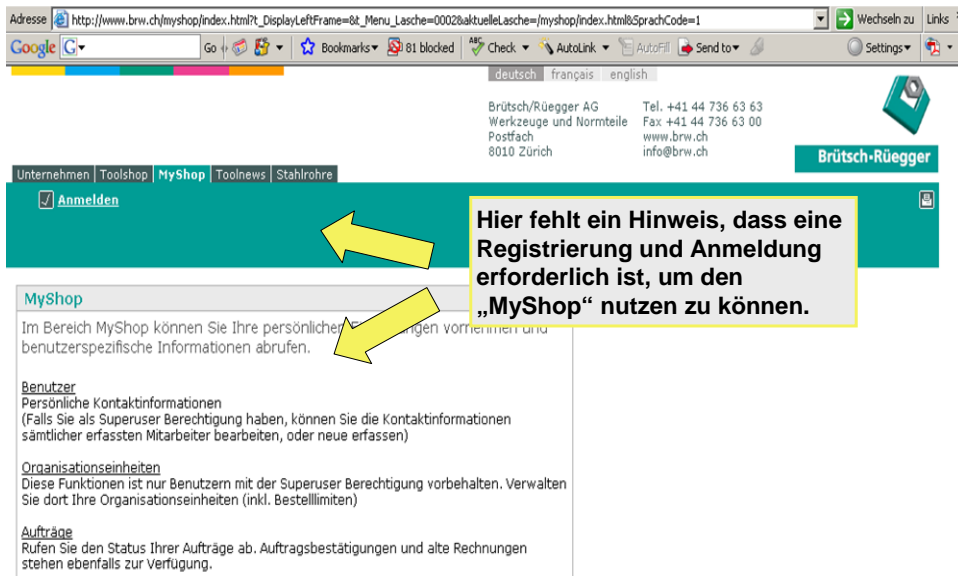 Adresse http://www.brw.ch/myshop/index.html?t_DisplayLeftFrame=&t_Menu_Lasche=0002&aktuelleLasche=/myshop/index.html&SprachCode=1 Wechseln zu Links
Google G Go Bookmarks 81 blocked ABC Check AutoLink AutoFill Send to Settings
deutsch français english
Brütsch/Rüegger AG Tel. +41 44 736 63 63
Werkzeuge und Normteile Fax +41 44 736 63 00
Postfach www.brw.ch
8010 Zürich info@brw.ch
Brütsch-Rüegger
Unternehmen Toolshop MyShop Toolnews Stahlrohre
Anmelden
Hier fehlt ein Hinweis, dass eine
Registrierung und Anmeldung
erforderlich ist, um den
„MyShop“ nutzen zu können.
MyShop
Im Bereich MyShop können Sie Ihre persönlichen vornehmen und
benutzerspezifische Informationen abrufen.
Benutzer
Persönliche Kontaktinformationen
(Falls Sie als Superuser Berechtigung haben, können Sie die Kontaktinformationen
sämtlicher erfassten Mitarbeiter bearbeiten, oder neue erfassen)
Organisationseinheiten
Diese Funktionen ist nur Benutzern mit der Superuser Berechtigung vorbehalten. Verwalten
Sie dort Ihre Organisationseinheiten (inkl. Bestelllimiten)
Aufträge
Rufen Sie den Status Ihrer Aufträge ab. Auftragsbestätigungen und alte Rechnungen
stehen ebenfalls zur Verfügung.